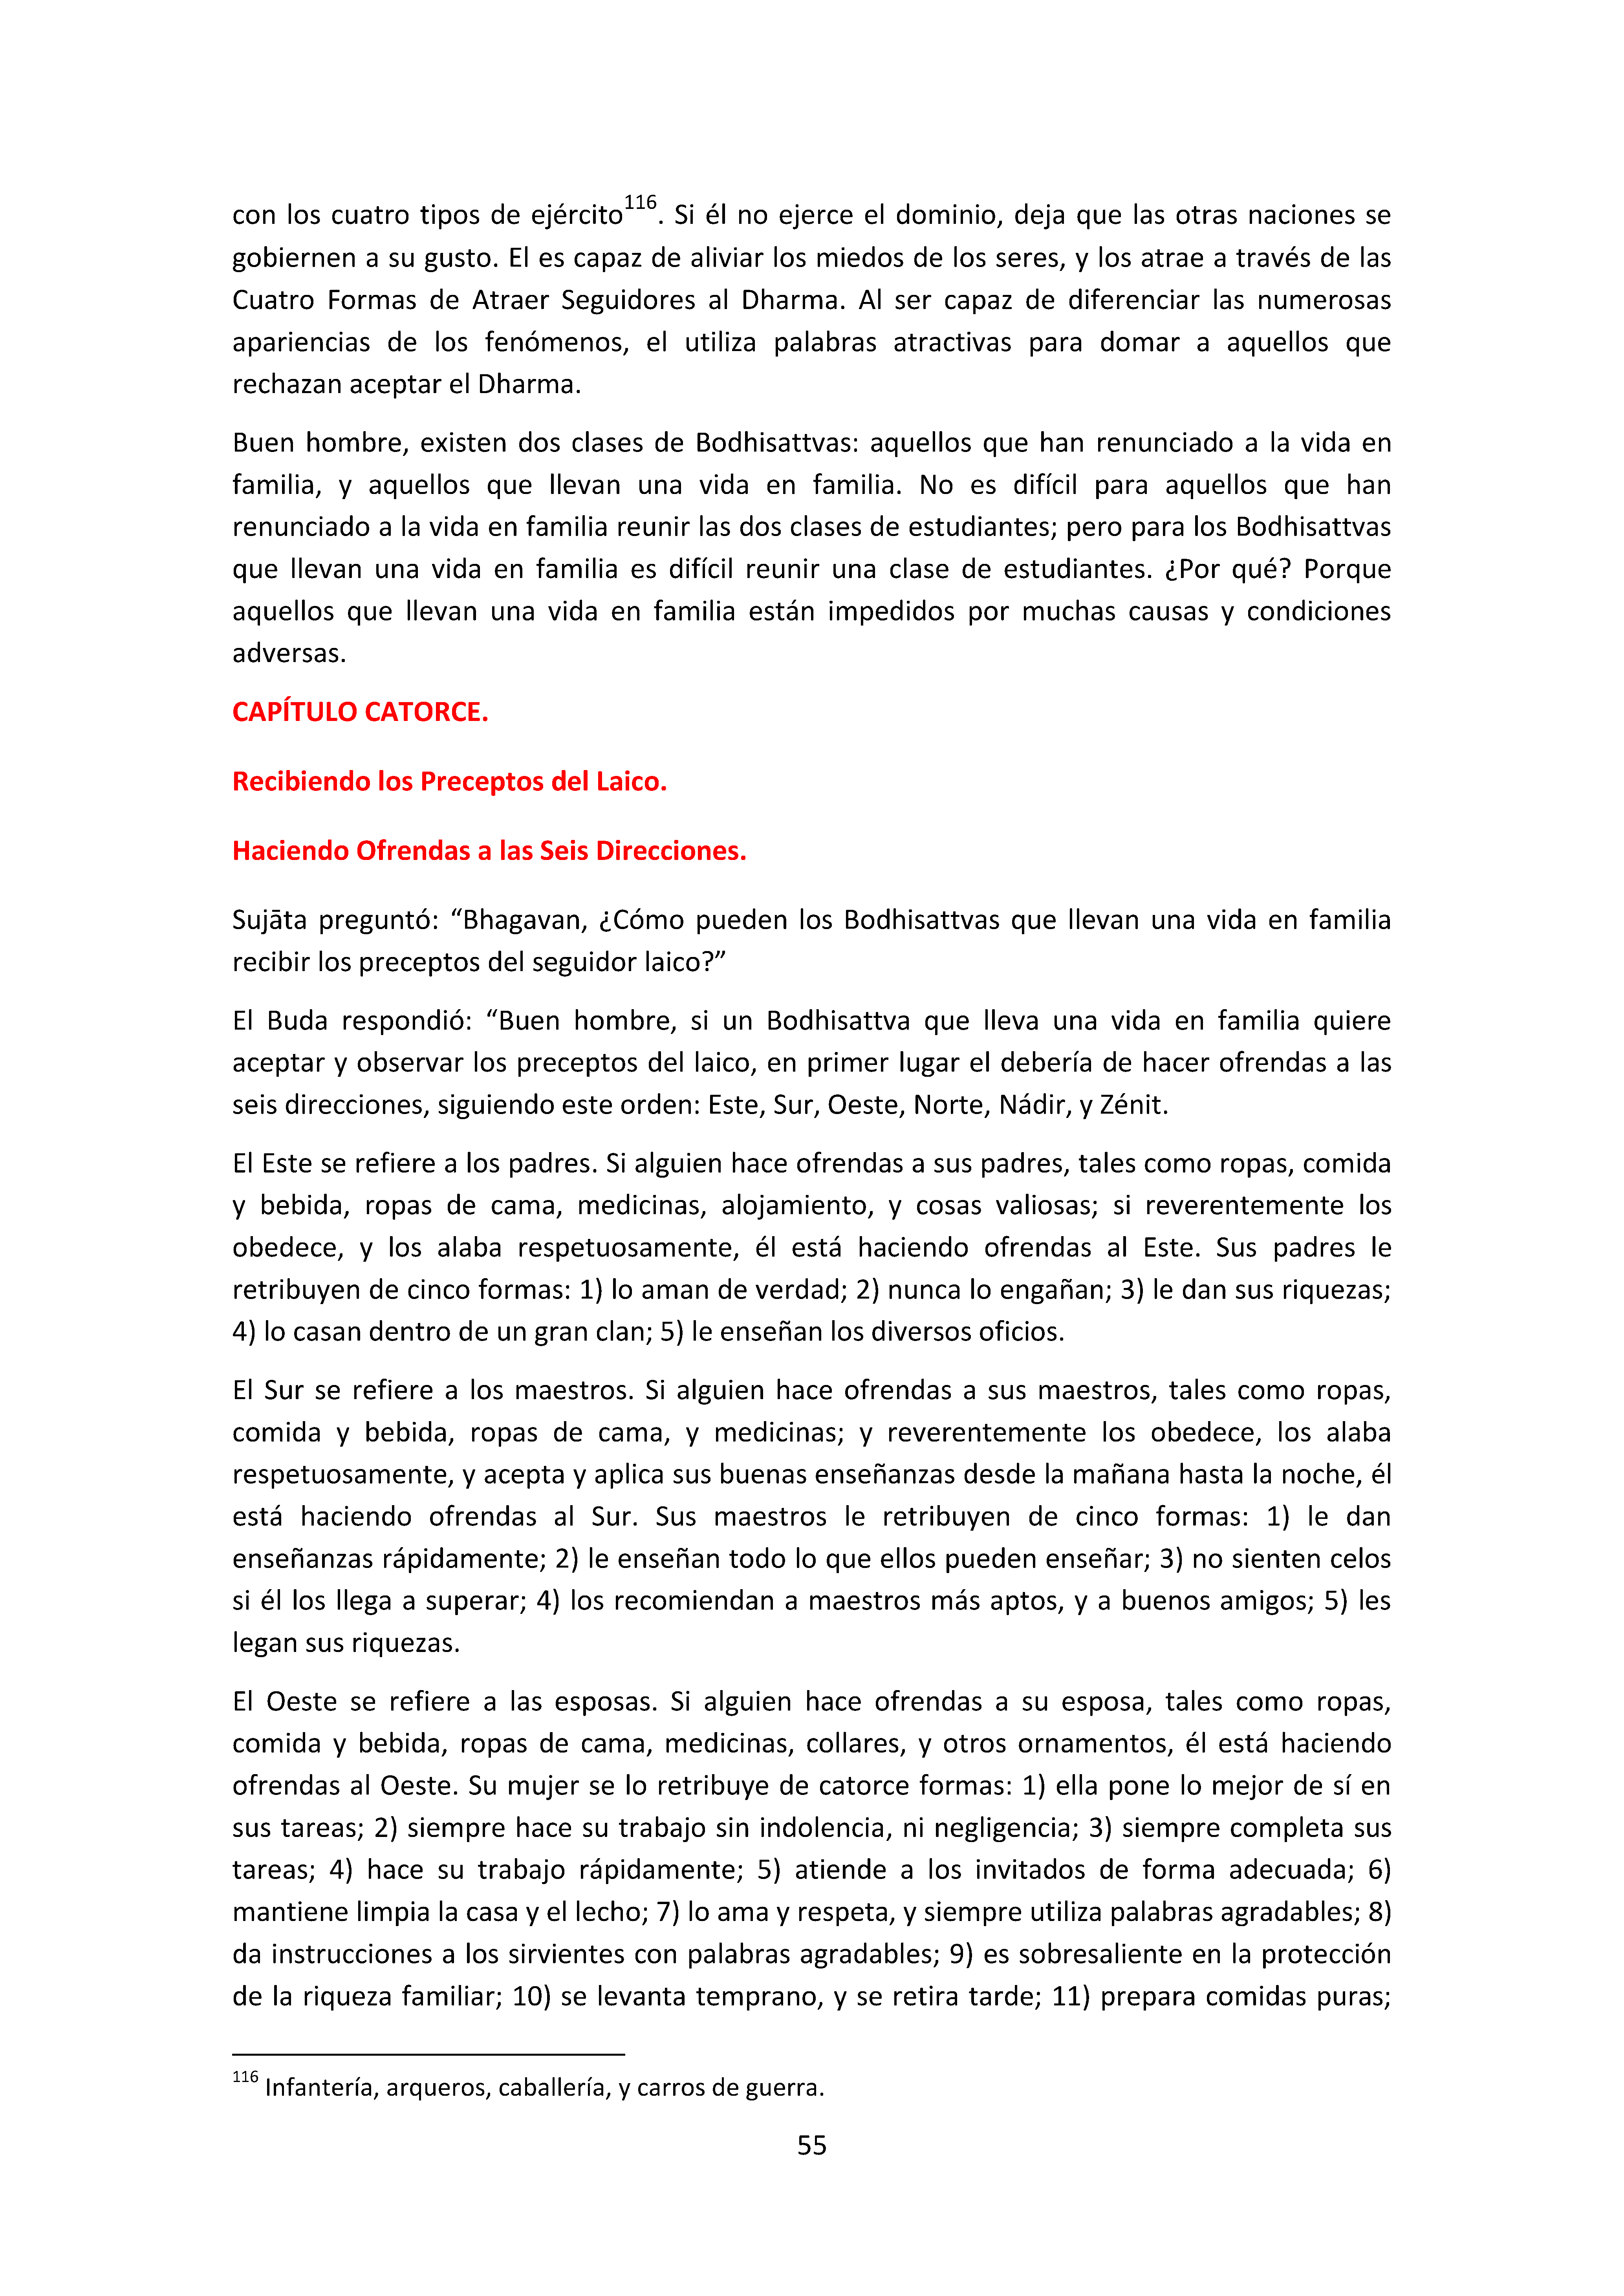 con los cuatro tipos de ejército116. Si él no ejerce el dominio, deja que las otras naciones se
gobiernen a su gusto. El es capaz de aliviar los miedos de los seres, y los atrae a través de las
Cuatro Formas de Atraer Seguidores al Dharma. Al ser capaz de diferenciar las numerosas
apariencias de los fenómenos, el utiliza palabras atractivas para domar a aquellos que
rechazan aceptar el Dharma.
Buen hombre, existen dos clases de Bodhisattvas: aquellos que han renunciado a la vida en
familia, y aquellos que llevan una vida en familia. No es difícil para aquellos que han
renunciado a la vida en familia reunir las dos clases de estudiantes; pero para los Bodhisattvas
que llevan una vida en familia es difícil reunir una clase de estudiantes. ¿Por qué? Porque
aquellos que llevan una vida en familia están impedidos por muchas causas y condiciones
adversas.
CAPÍTULO CATORCE.
Recibiendo los Preceptos del Laico.
Haciendo Ofrendas a las Seis Direcciones.
Sujāta preguntó: “Bhagavan, ¿Cómo pueden los Bodhisattvas que llevan una vida en familia
recibir los preceptos del seguidor laico?”
El Buda respondió: “Buen hombre, si un Bodhisattva que lleva una vida en familia quiere
aceptar y observar los preceptos del laico, en primer lugar el debería de hacer ofrendas a las
seis direcciones, siguiendo este orden: Este, Sur, Oeste, Norte, Nádir, y Zénit.
El Este se refiere a los padres. Si alguien hace ofrendas a sus padres, tales como ropas, comida
y bebida, ropas de cama, medicinas, alojamiento, y cosas valiosas; si reverentemente los
obedece, y los alaba respetuosamente, él está haciendo ofrendas al Este. Sus padres le
retribuyen de cinco formas: 1) lo aman de verdad; 2) nunca lo engañan; 3) le dan sus riquezas;
4) lo casan dentro de un gran clan; 5) le enseñan los diversos oficios.
El Sur se refiere a los maestros. Si alguien hace ofrendas a sus maestros, tales como ropas,
comida y bebida, ropas de cama, y medicinas; y reverentemente los obedece, los alaba
respetuosamente, y acepta y aplica sus buenas enseñanzas desde la mañana hasta la noche, él
está haciendo ofrendas al Sur. Sus maestros le retribuyen de cinco formas: 1) le dan
enseñanzas rápidamente; 2) le enseñan todo lo que ellos pueden enseñar; 3) no sienten celos
si él los llega a superar; 4) los recomiendan a maestros más aptos, y a buenos amigos; 5) les
legan sus riquezas.
El Oeste se refiere a las esposas. Si alguien hace ofrendas a su esposa, tales como ropas,
comida y bebida, ropas de cama, medicinas, collares, y otros ornamentos, él está haciendo
ofrendas al Oeste. Su mujer se lo retribuye de catorce formas: 1) ella pone lo mejor de sí en
sus tareas; 2) siempre hace su trabajo sin indolencia, ni negligencia; 3) siempre completa sus
tareas; 4) hace su trabajo rápidamente; 5) atiende a los invitados de forma adecuada; 6)
mantiene limpia la casa y el lecho; 7) lo ama y respeta, y siempre utiliza palabras agradables; 8)
da instrucciones a los sirvientes con palabras agradables; 9) es sobresaliente en la protección
de la riqueza familiar; 10) se levanta temprano, y se retira tarde; 11) prepara comidas puras;
116 Infantería, arqueros, caballería, y carros de guerra.
55